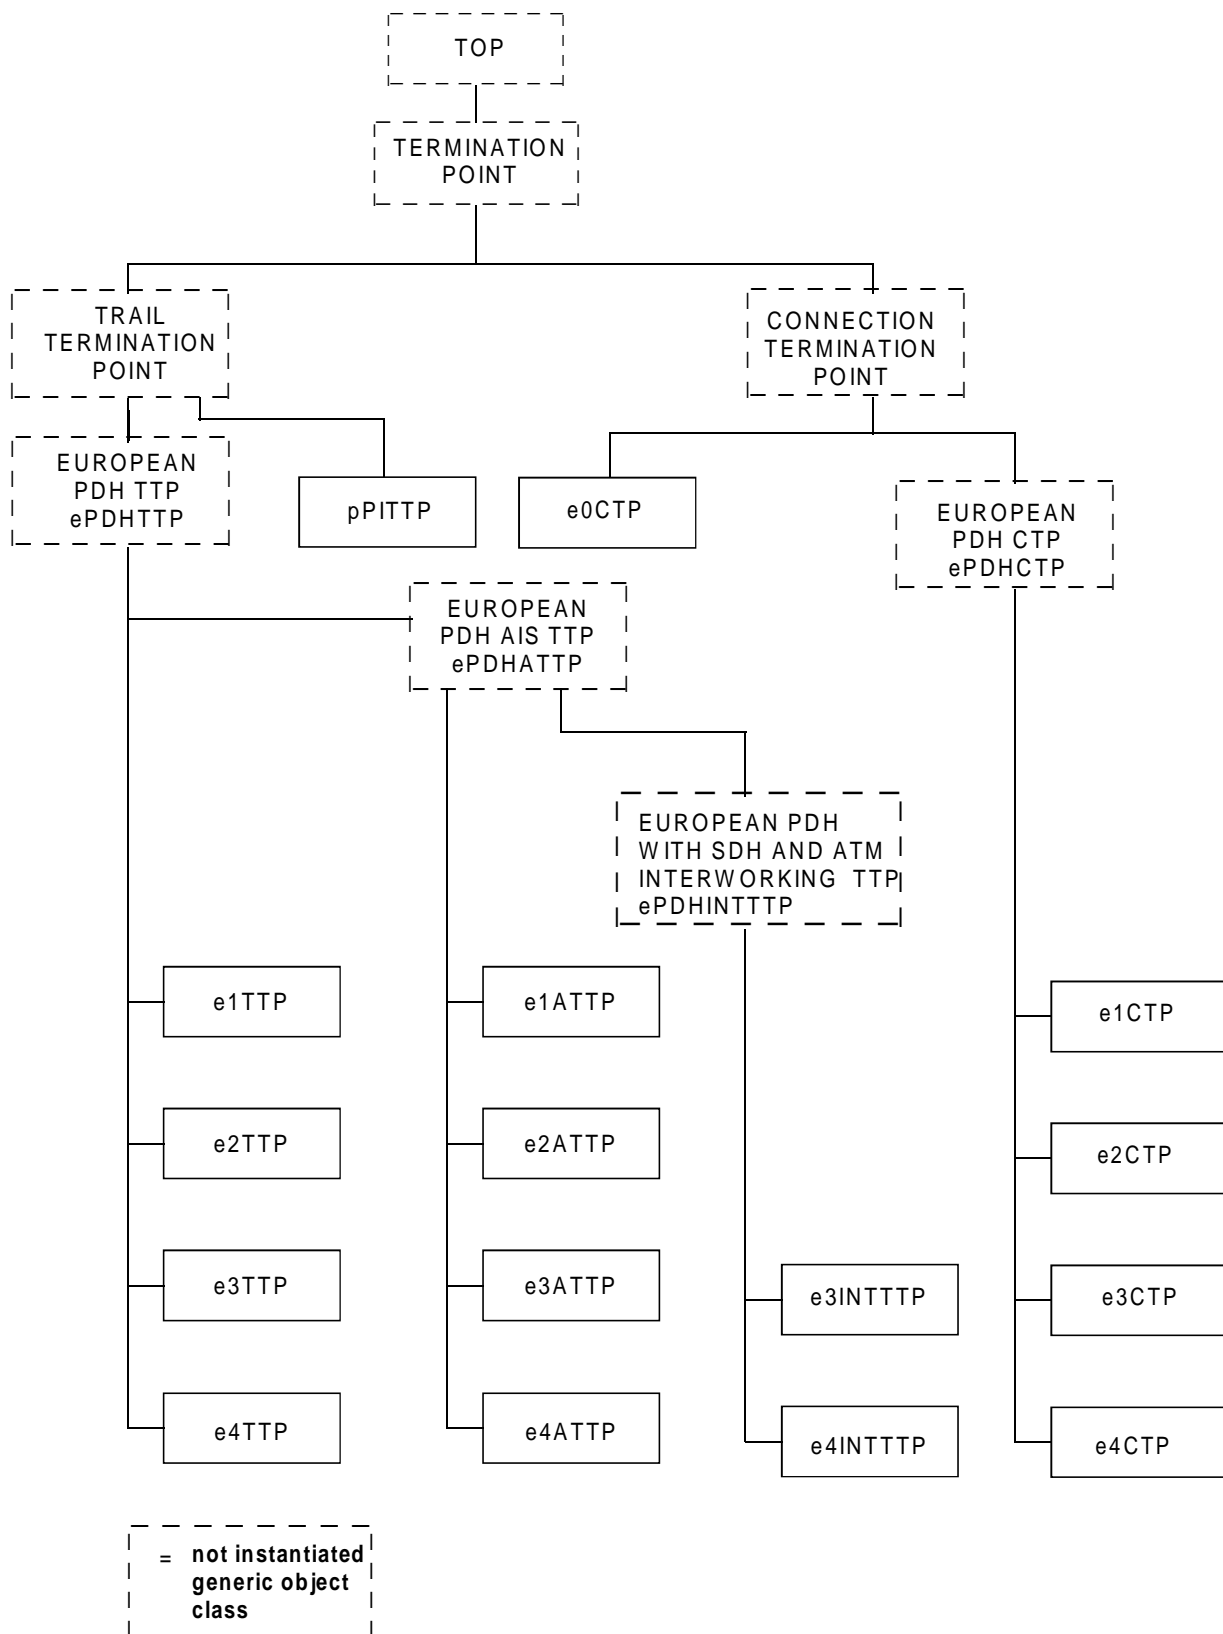 TOP
TERMINATION
POINT
TRAIL
TERMINATION
POINT
CONNECTION
TERMINATION
POINT
EUROPEAN
PDH TTP
ePDHTTP
pPITTP
e0CTP
EUROPEAN
PDH CTP
ePDHCTP
EUROPEAN
PDH AIS TTP
ePDHATTP
EUROPEAN PDH
WITH SDH AND ATM
INTERWORKING TTP
ePDHINTTTP
e1TTP
e1ATTP
e1CTP
e2TTP
e2ATTP
e2CTP
e3TTP
e3ATTP
e3INTTTP
e3CTP
e4TTP
e4ATTP
e4INTTTP
e4CTP
= not instantiated
generic object
class